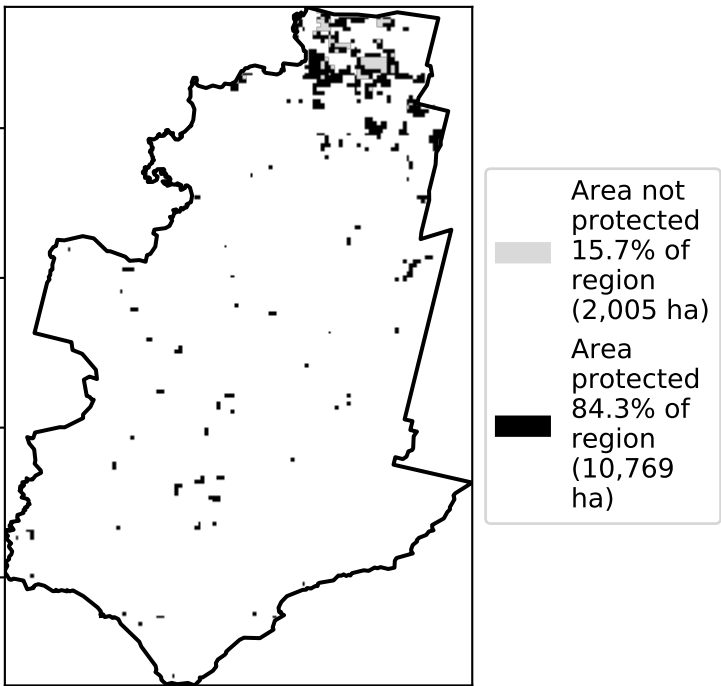 Area not
protected
15.7% of
region
(2,005 ha)
Area
protected
84.3% of
region
(10,769
ha)